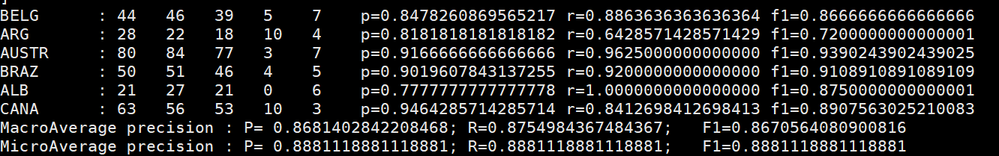 ]
BELG : 44 46 39 5 7 p=0.8478260869565217 r=0.8863636363636364 f1=0.8666666666666666
ARG : 28 22 18 10 4 p=0.8181818181818182 r=0.6428571428571429 f1=0.7200000000000001
AUSTR : 80 84 77 3 7 p=0.9166666666666666 r=0.9625000000000000 f1=0.9390243902439025
BRAZ : 50 51 46 4 5 p=0.9019607843137255 r=0.9200000000000000 f1=0.9108910891089109
ALB : 21 27 21 0 6 p=0.7777777777777778 r=1.0000000000000000 f1=0.8750000000000001
CANA : 63 56 53 10 3 p=0.9464285714285714 r=0.8412698412698413 f1=0.8907563025210083
MacroAverage precision : P= 0.8681402842208468; R=0.8754984367484367; F1=0.8670564080900816
MicroAverage precision : P= 0.8881118881118881; R=0.8881118881118881; F1=0.8881118881118881